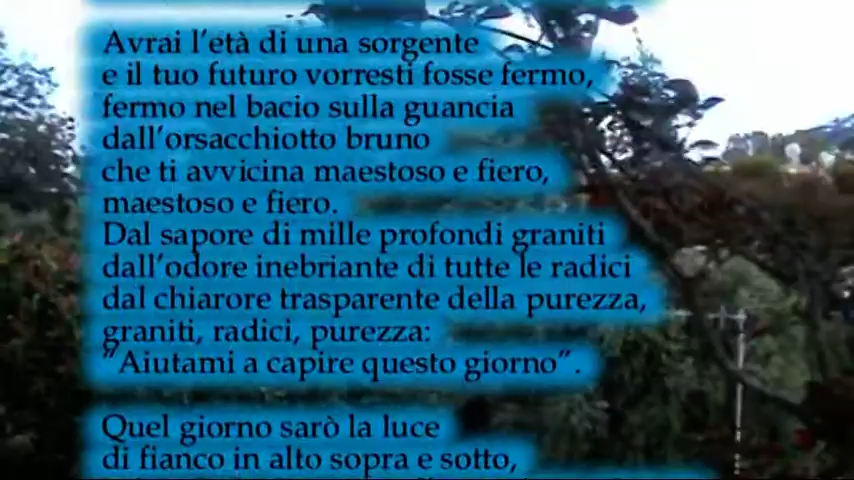 Avrai l'età di una sorgente
e il tuo futuro vorresti fosse fermo,
fermo nel bacio sulla guancia
dall'orsacchiotto bruno
che ti avvicina maestoso e fiero,
maestoso e fiero.
Dal sapore di mille profondi graniti
dall'odore inebriante di tutte le radici
dal chiarore trasparente della purezza,
graniti, radici, purezza:
"Aiutami a capire questo giorno".
Quel giorno sarò la luce
di fianco in alto sopra e sotto,